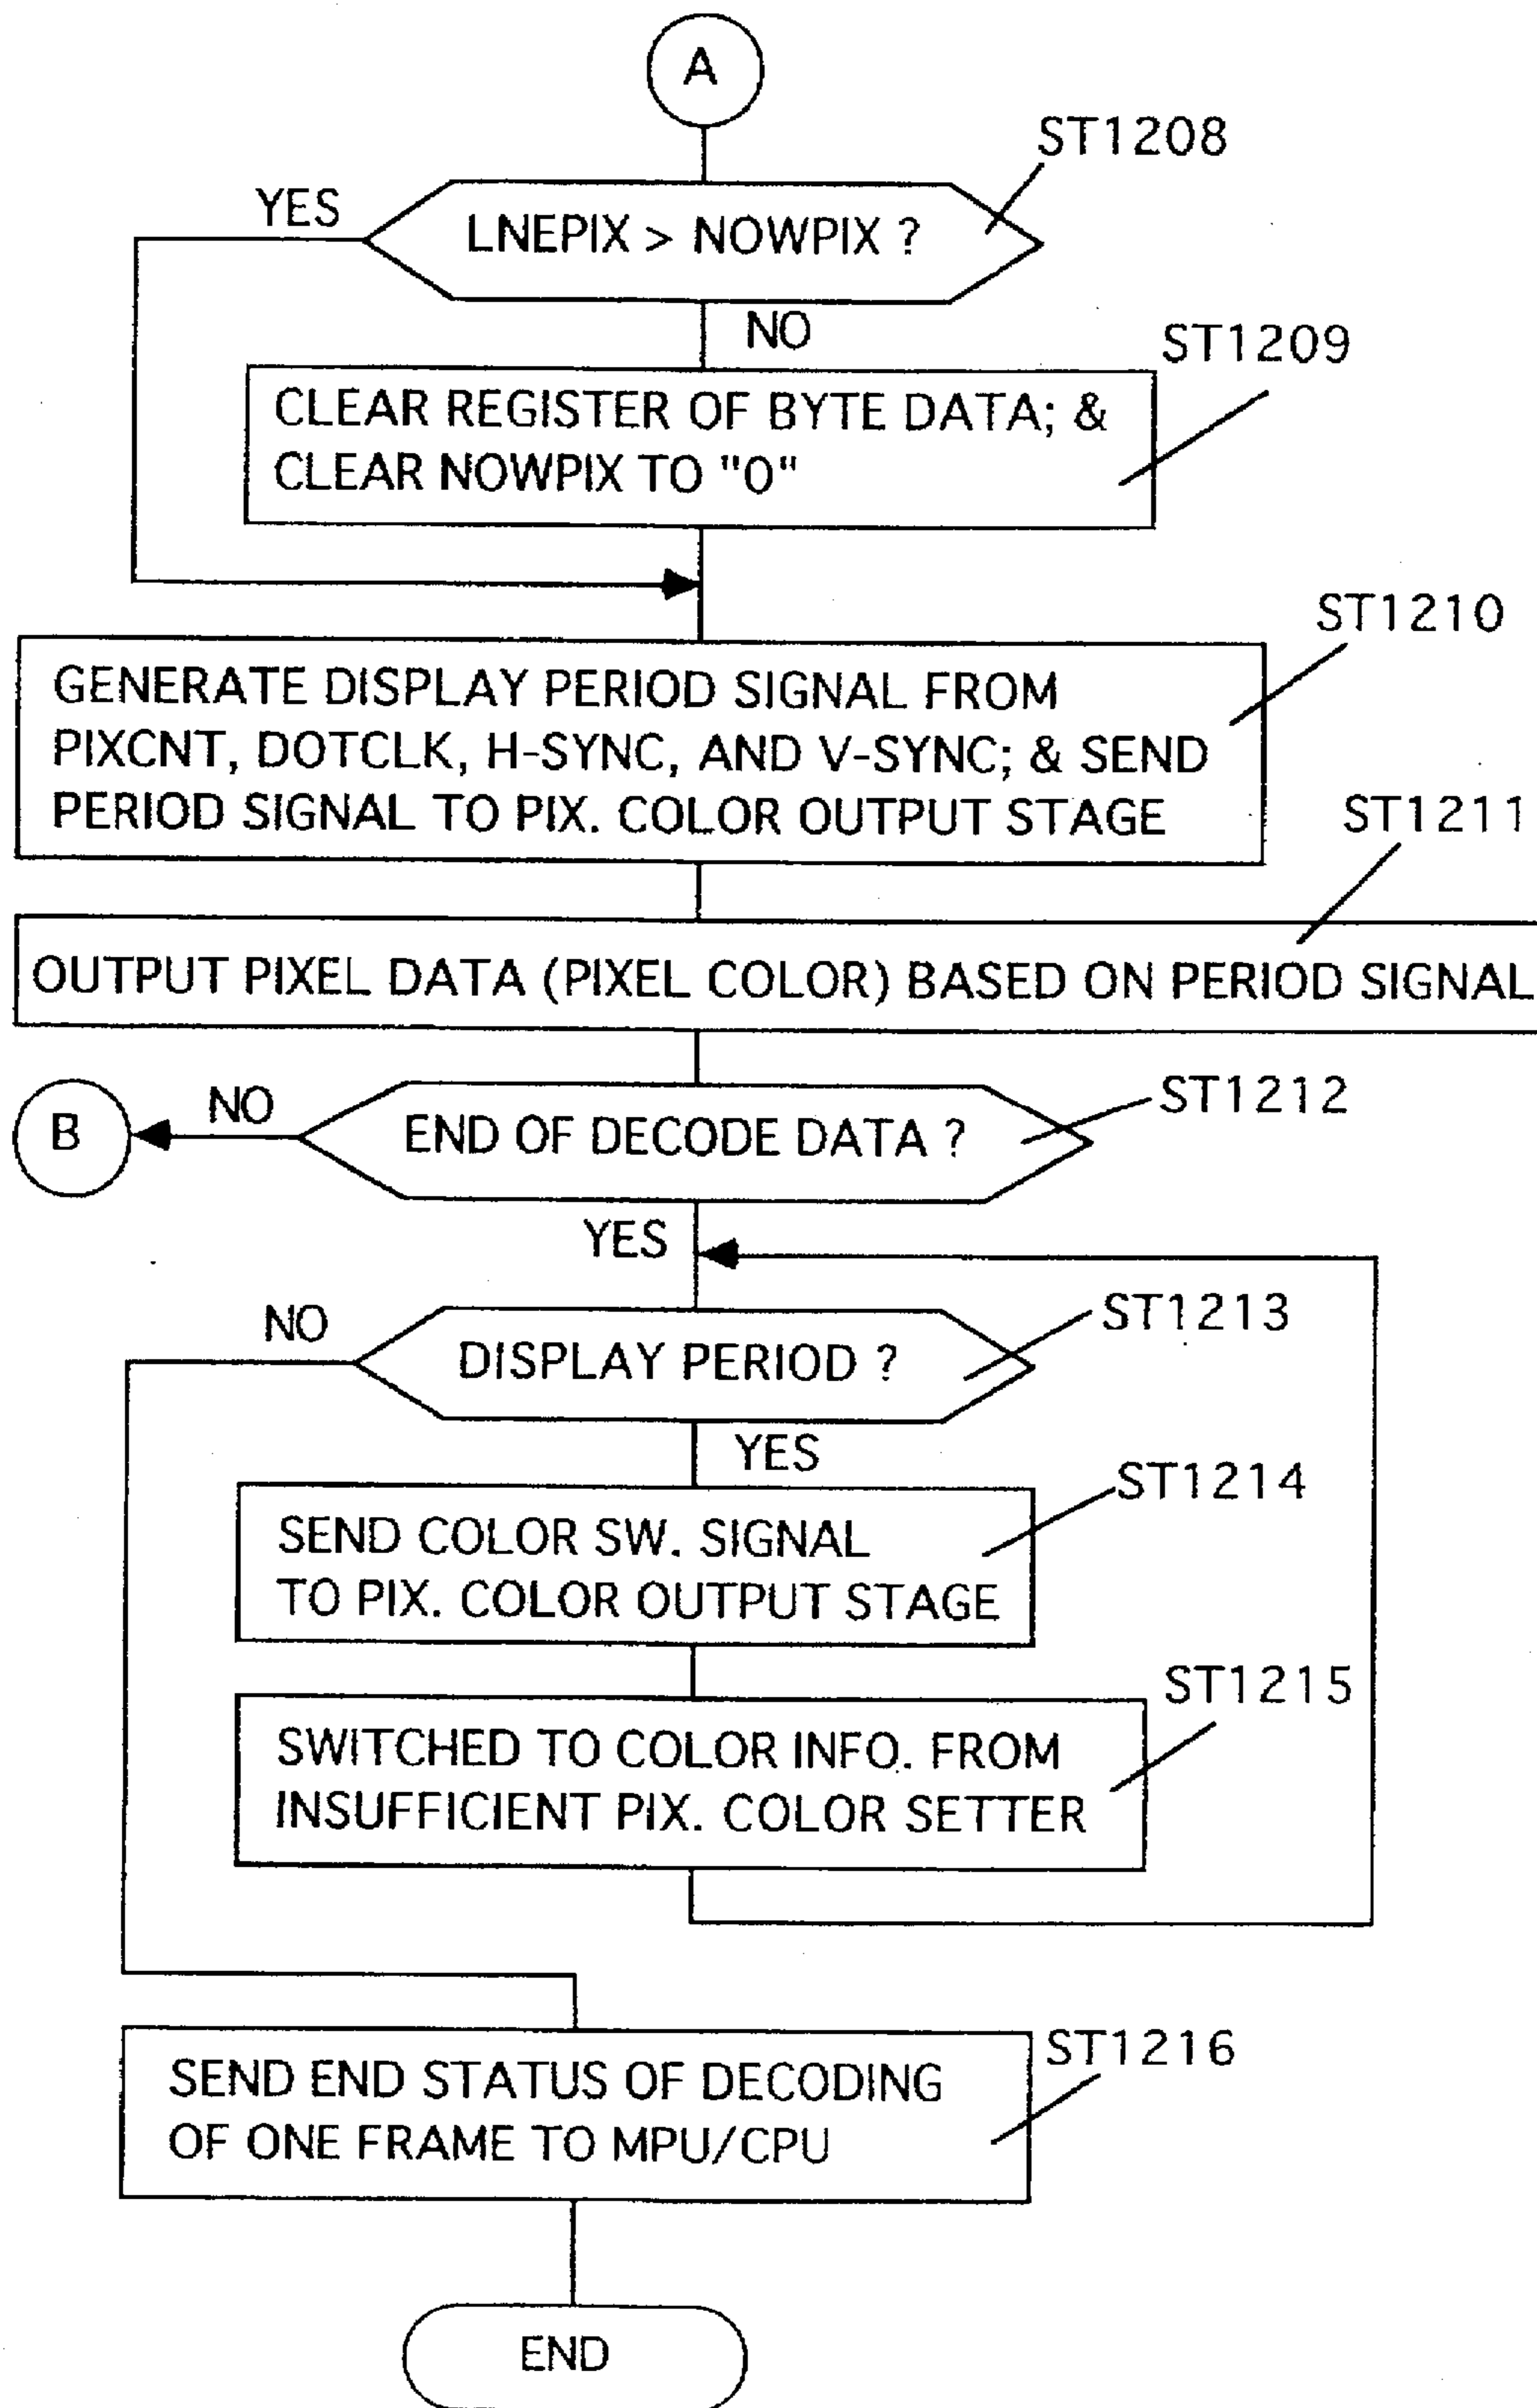 A
ST1208
YES
LNEPIX > NOWPIX ?
NO
ST1209
CLEAR REGISTER OF BYTE DATA; &
CLEAR NOWPIX TO "0"
ST1210
GENERATE DISPLAY PERIOD SIGNAL FROM
PIXCNT, DOTCLK, H-SYNC, AND V-SYNC; & SEND
PERIOD SIGNAL TO PIX. COLOR OUTPUT STAGE
ST1211
OUTPUT PIXEL DATA (PIXEL COLOR) BASED ON PERIOD SIGNAL
B
NO
END OF DECODE DATA ?
ST1212
YES
NO
DISPLAY PERIOD ?
ST1213
YES
ST1214
SEND COLOR SW. SIGNAL
TO PIX. COLOR OUTPUT STAGE
ST1215
SWITCHED TO COLOR INFO. FROM
INSUFFICIENT PIX. COLOR SETTER
ST1216
SEND END STATUS OF DECODING
OF ONE FRAME TO MPU/CPU
END